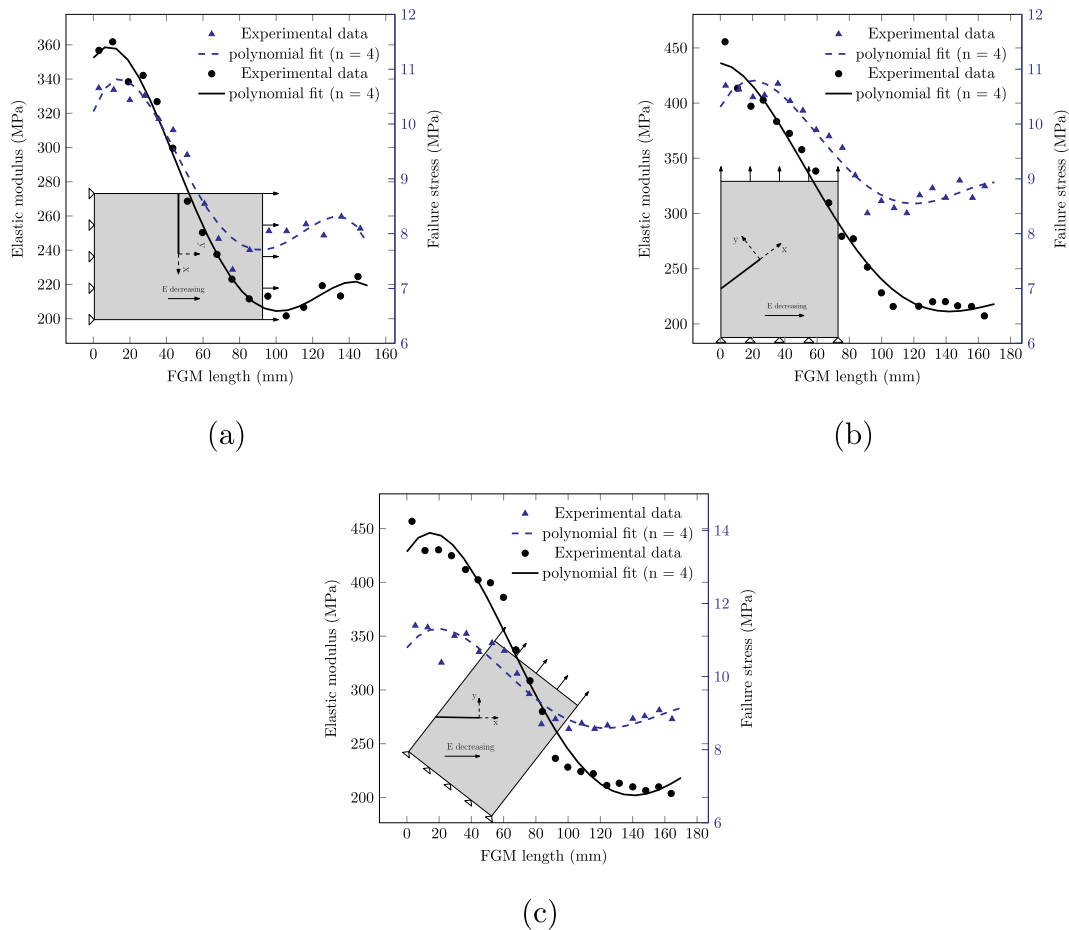 Experimental data
polynomial fit (n = 4)
Experimental data
polynomial fit (n = 4)
Elastic modulus (MPa)
360
340
320
300
280
260
240
220
200
12
11
10
9
8
7
6
Failure stress (MPa)
y
x
E decreasing
0 20 40 60 80 100 120 140 160
FGM length (mm)
(a)
Experimental data
polynomial fit (n = 4)
Experimental data
polynomial fit (n = 4)
Elastic modulus (MPa)
450
400
350
300
250
200
12
11
10
9
8
7
6
Failure stress (MPa)
y
x
E decreasing
0 20 40 60 80 100 120 140 160 180
FGM length (mm)
(b)
Experimental data
polynomial fit (n = 4)
Experimental data
polynomial fit (n = 4)
Elastic modulus (MPa)
450
400
350
300
250
200
14
12
10
8
6
Failure stress (MPa)
y
x
E decreasing
0 20 40 60 80 100 120 140 160 180
FGM length (mm)
(c)